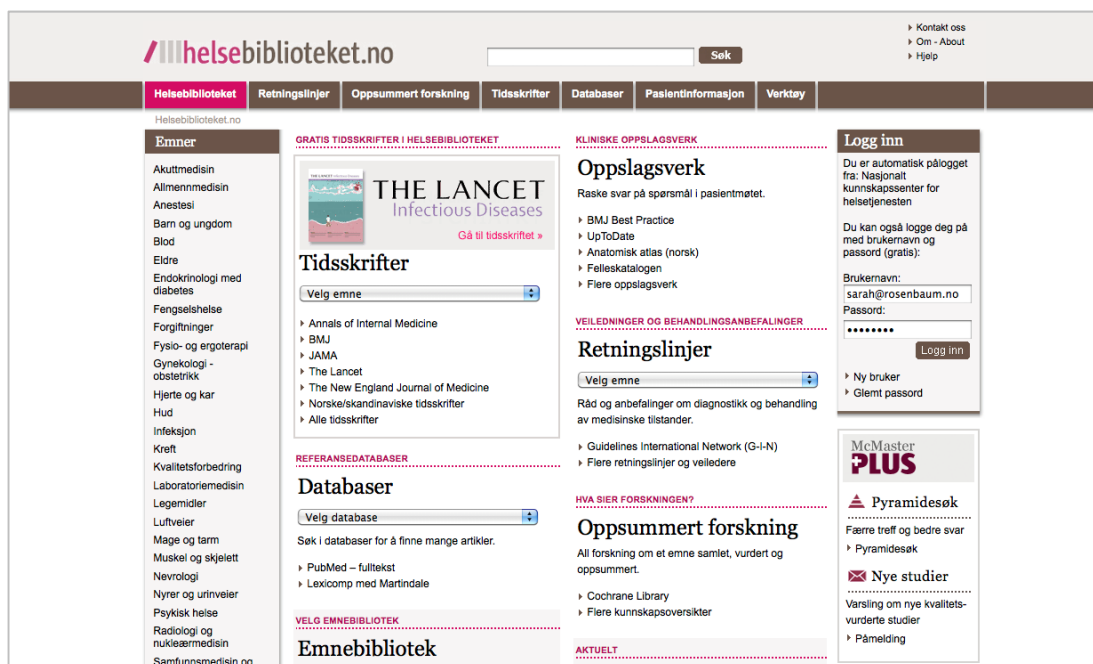 helsebiblioteket.no
Søk
Kontakt oss
Om - About
Hjelp
Helsebiblioteket
Retningslinjer
Oppsummert forskning
Tidsskrifter
Databaser
Pasientinformasjon
Verktøy
Helsebiblioteket.no
Emner
Akuttmedisin
Allmennmedisin
Anestesi
Barn og ungdom
Blod
Eldre
Endokrinologi med
diabetes
Fengselshelse
Forgiftninger
Fysio- og ergoterapi
Gynekologi -
obstetrikk
Hjerte og kar
Hud
Infeksjon
Kreft
Kvalitetsforbedring
Laboratoriemedisin
Legemidler
Luftveier
Mage og tarm
Muskel og skjelett
Nevrologi
Nyrer og urinveier
Psykisk helse
Radiologi og
nukleærmedisin
Samfunnsmedisin og
GRATIS TIDSSKRIFTER I HELSEBIBLIOTEKET
THE LANCET
Infectious Diseases
Gå til tidsskriftet »
Tidsskrifter
Velg emne
Annals of Internal Medicine
BMJ
JAMA
The Lancet
The New England Journal of Medicine
Norske/skandinaviske tidsskrifter
Alle tidsskrifter
REFERANSEDATABASER
Databaser
Velg database
Søk i databaser for å finne mange artikler.
PubMed – fulltekst
Lexicomp med Martindale
VELG EMNEBIBLIOTEK
Emnebibliotek
KLINISKE OPPSLAGSVERK
Oppslagsverk
Raske svar på spørsmål i pasientmøtet.
BMJ Best Practice
UpToDate
Anatomisk atlas (norsk)
Felleskatalogen
Flere oppslagsverk
VEILEDNINGER OG BEHANDLINGSANBEFALINGER
Retningslinjer
Velg emne
Råd og anbefalinger om diagnostikk og behandling
av medisinske tilstander.
Guidelines International Network (G-I-N)
Flere retningslinjer og veiledere
HVA SIER FORSKNINGEN?
Oppsummert forskning
All forskning om et emne samlet, vurdert og
oppsummert.
Cochrane Library
Flere kunnskapsoversikter
AKTUELT
Logg inn
Du er automatisk pålogget
fra: Nasjonalt
kunnskapssenter for
helsetjenesten
Du kan også logge deg på
med brukernavn og
passord (gratis):
Brukernavn:
sarah@rosenbaum.no
Passord:
••••••••
Logg inn
Ny bruker
Glemt passord
McMaster
PLUS
Pyramidesøk
Færre treff og bedre svar
Pyramidesøk
Nye studier
Varsling om nye kvalitets-
vurderte studier
Påmelding